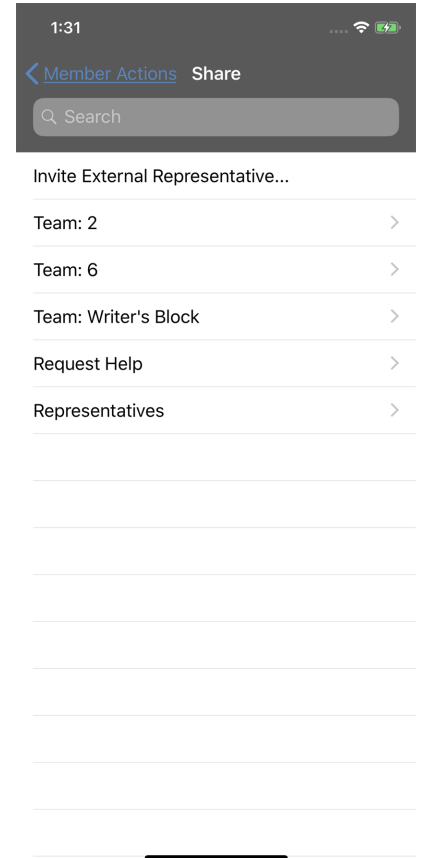 1:31
Member Actions Share
Search
Invite External Representative...
Team: 2
Team: 6
Team: Writer's Block
Request Help
Representatives